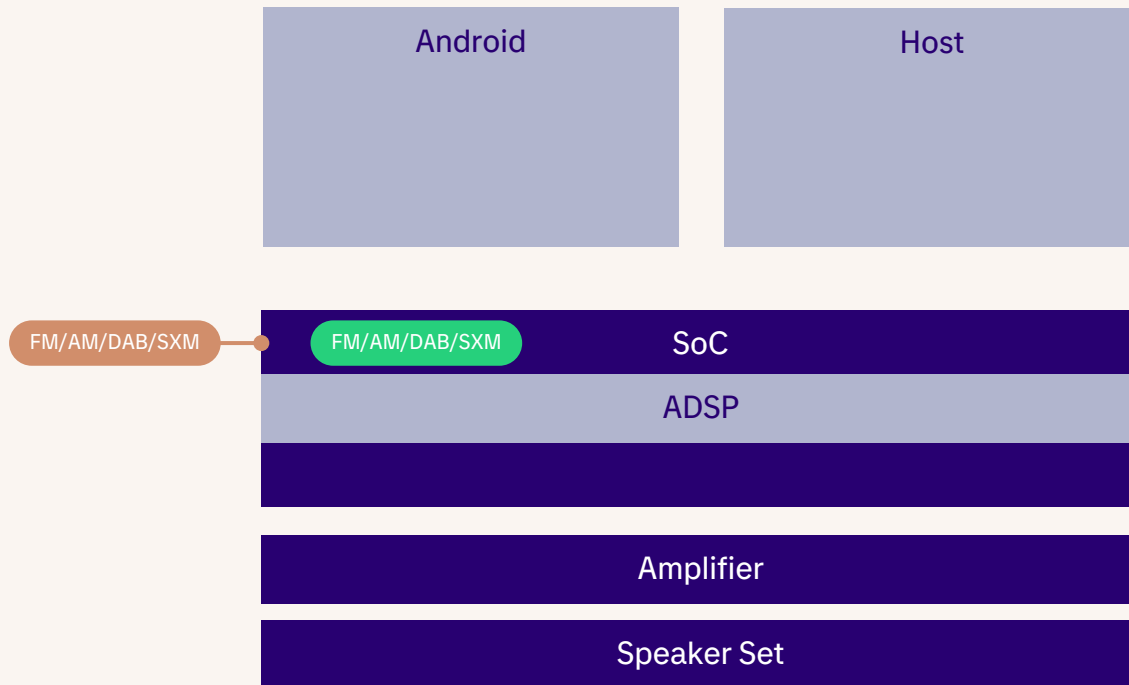 Android
Host
FM/AM/DAB/SXM
FM/AM/DAB/SXM
SoC
ADSP
Amplifier
Speaker Set